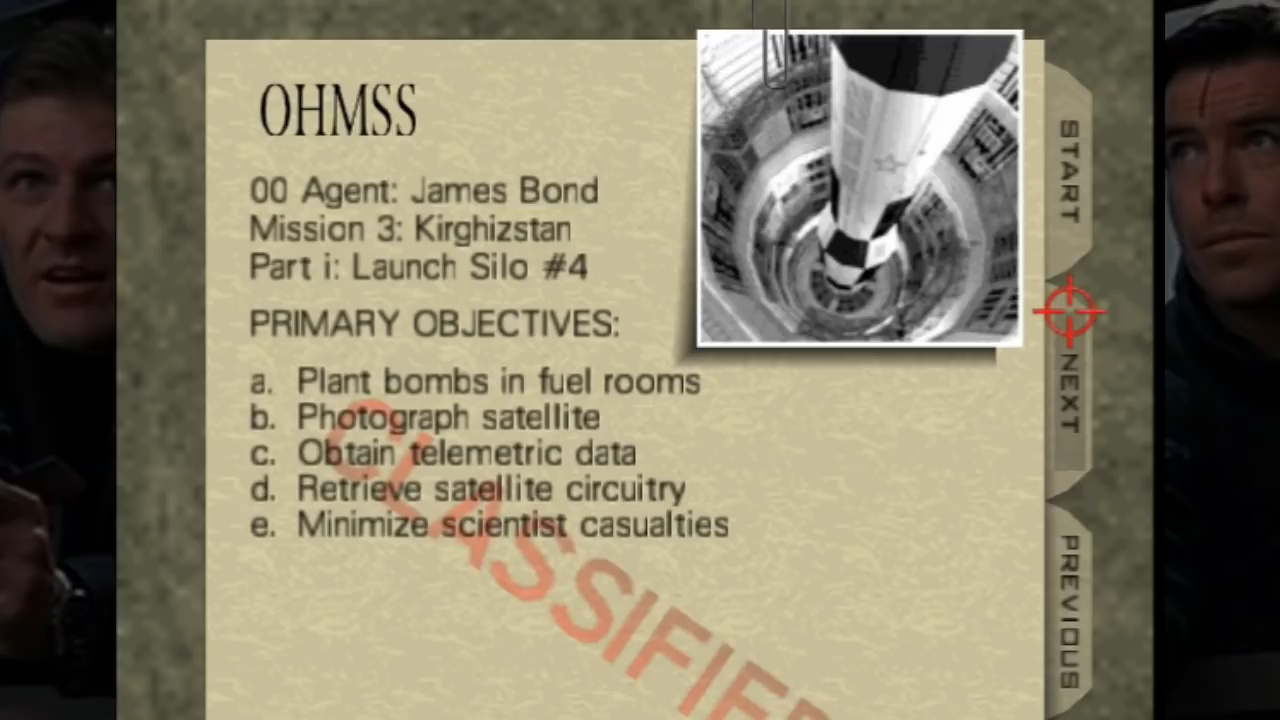 OHMSS
00 Agent: James Bond
Mission 3: Kirghizstan
Part i: Launch Silo #4
PRIMARY OBJECTIVES:
a. Plant bombs in fuel rooms
b. Photograph satellite
c. Obtain telemetric data
d. Retrieve satellite circuitry
e. Minimize scientist casualties
CLASSIFIE
START
NEXT
PREVIOUS